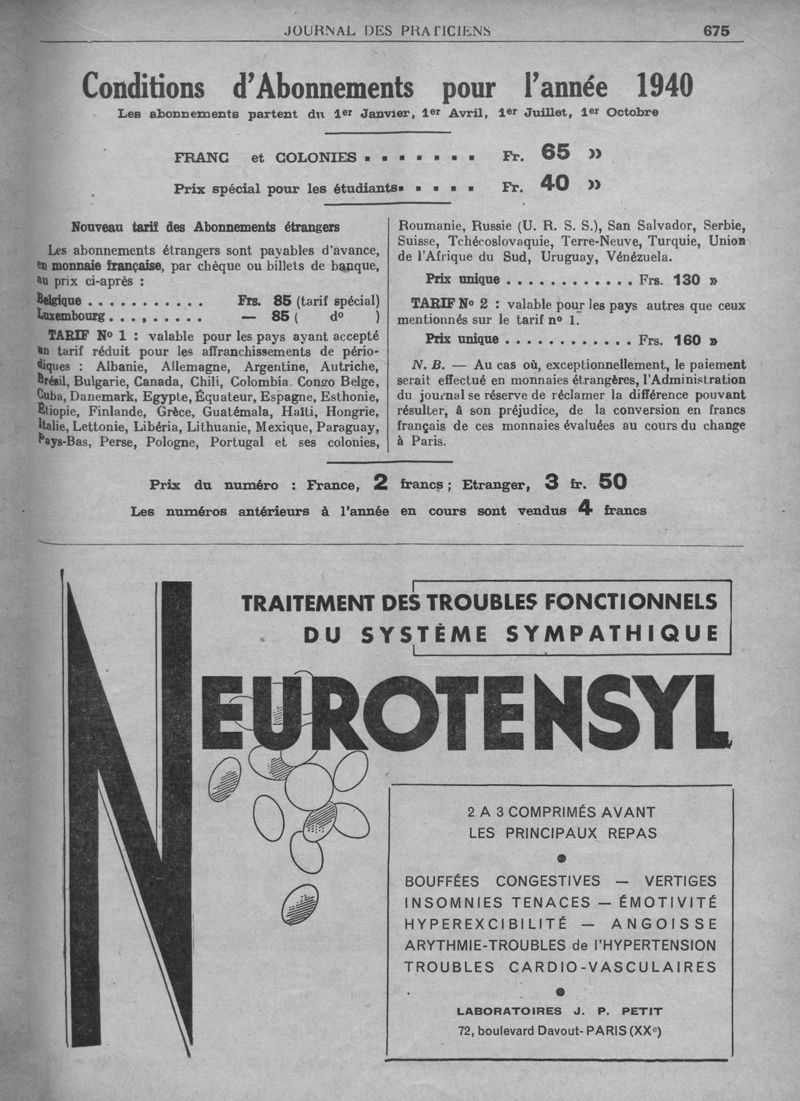 JOURNAL DES PRATICIENS 675
Conditions d'Abonnements pour l'année 1940
Les abonnements partent du 1er Janvier, 1er Avril, 1er Juillet, 1er Octobre
FRANC et COLONIES . . . . . . . Fr. 65 »
Prix spécial pour les étudiants. . . . . Fr. 40 »
Nouveau tarif des Abonnements étrangers
Les abonnements étrangers sont payables d'avance,
en monnaie française, par chèque ou billets de banque,
au prix ci-après :
Belgique . . . . . . . . . . . Frs. 85 (tarif spécial)
Luxembourg . . . , . . . . . — 85 ( do )
TARIF No 1 : valable pour les pays ayant accepté
un tarif réduit pour les affranchissements de pério-
diques : Albanie, Allemagne, Argentine, Autriche,
Brésil, Bulgarie, Canada, Chili, Colombia. Congo Belge,
Cuba, Danemark, Egypte, Équateur, Espagne, Esthonie,
Étiopie, Finlande, Grèce, Guatémala, Haïti, Hongrie,
Italie, Lettonie, Libéria, Lithuanie, Mexique, Paraguay,
Pays-Bas, Perse, Pologne, Portugal et ses colonies,
Roumanie, Russie (U. R. S. S.), San Salvador, Serbie,
Suisse, Tchécoslovaquie, Terre-Neuve, Turquie, Union
de l'Afrique du Sud, Uruguay, Vénézuela.
Prix unique . . . . . . . . . . . . Frs. 130 »
TARIF No 2 : valable pour les pays autres que ceux
mentionnés sur le tarif no 1.
Prix unique . . . . . . . . . . . . Frs. 160 »
N. B. — Au cas où, exceptionnellement, le paiement
serait effectué en monnaies étrangères, l'Administration
du journal se réserve de réclamer la différence pouvant
résulter, à son préjudice, de la conversion en francs
français de ces monnaies évaluées au cours du change
à Paris.
Prix du numéro : France, 2 francs ; Etranger, 3 fr. 50
Les numéros antérieurs à l'année en cours sont vendus 4 francs
TRAITEMENT DES TROUBLES FONCTIONNELS
DU SYSTÈME SYMPATHIQUE
NEUROTENSYL
2 A 3 COMPRIMÉS AVANT
LES PRINCIPAUX REPAS
BOUFFÉES CONGESTIVES — VERTIGES
INSOMNIES TENACES — ÉMOTIVITÉ
HYPEREXCIBILITÉ — ANGOISSE
ARYTHMIE-TROUBLES de l'HYPERTENSION
TROUBLES CARDIO-VASCULAIRES
LABORATOIRES J. P. PETIT
72, boulevard Davout- PARIS (XXe)